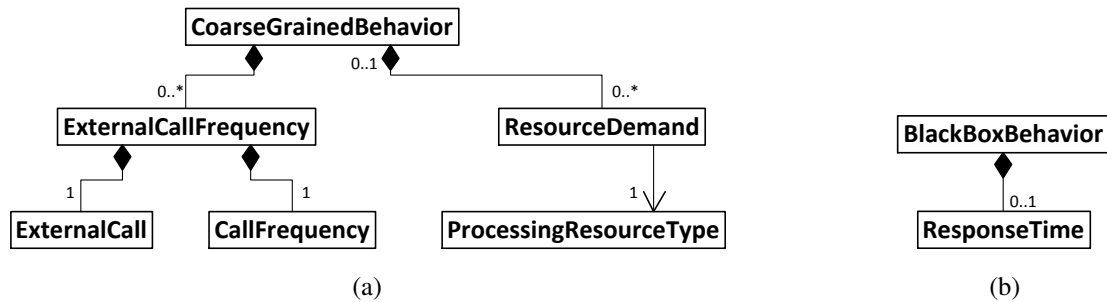 CoarseGrainedBehavior
0..1
0..*
0..*
ExternalCallFrequency
ResourceDemand
BlackBoxBehavior
1
1
1
0..1
ExternalCall
CallFrequency
ProcessingResourceType
ResponseTime
(a)
(b)